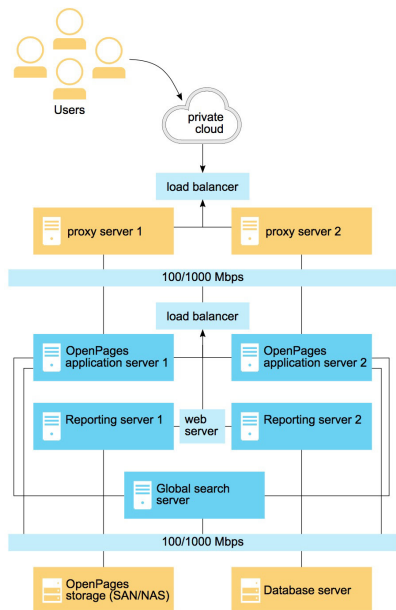 Users
private
cloud
load balancer
proxy server 1
proxy server 2
100/1000 Mbps
load balancer
OpenPages
application server 1
OpenPages
application server 2
Reporting server 1
web
server
Reporting server 2
Global search
server
100/1000 Mbps
OpenPages
storage (SAN/NAS)
Database server